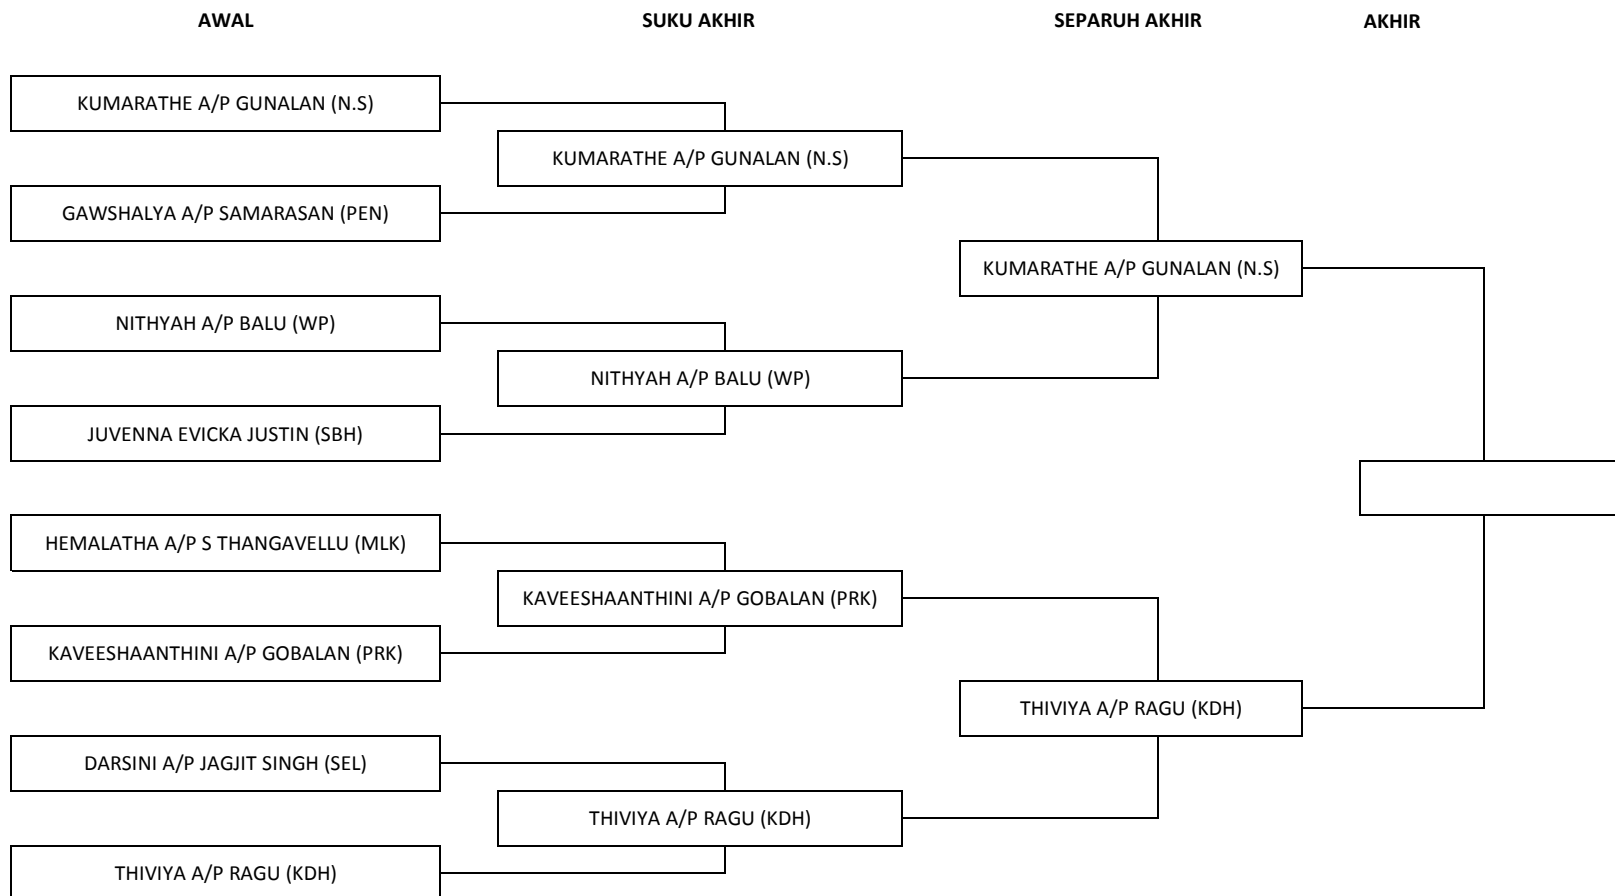 AWAL
SUKU AKHIR
SEPARUH AKHIR
AKHIR
KUMARATHE A/P GUNALAN (N.S)
KUMARATHE A/P GUNALAN (N.S)
GAWSHALYA A/P SAMARASAN (PEN)
KUMARATHE A/P GUNALAN (N.S)
NITHYAH A/P BALU (WP)
NITHYAH A/P BALU (WP)
JUVENNA EVICKA JUSTIN (SBH)
HEMALATHA A/P S THANGAVELLU (MLK)
KAVEESHAANTHINI A/P GOBALAN (PRK)
KAVEESHAANTHINI A/P GOBALAN (PRK)
THIVIYA A/P RAGU (KDH)
DARSINI A/P JAGJIT SINGH (SEL)
THIVIYA A/P RAGU (KDH)
THIVIYA A/P RAGU (KDH)